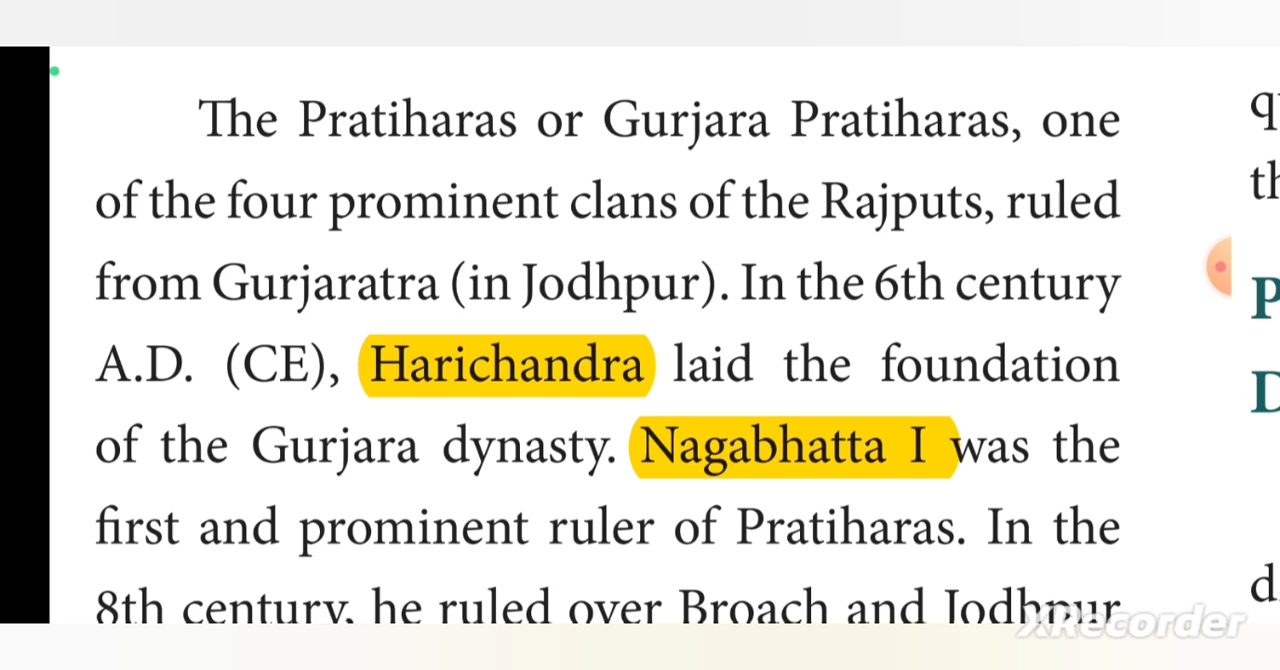 The Pratiharas or Gurjara Pratiharas, one
of the four prominent clans of the Rajputs, ruled
from Gurjaratra (in Jodhpur). In the 6th century
A.D. (CE), Harichandra laid the foundation
of the Gurjara dynasty. Nagabhatta I was the
first and prominent ruler of Pratiharas. In the
8th century, he ruled over Broach and Jodhpur
XRecorder